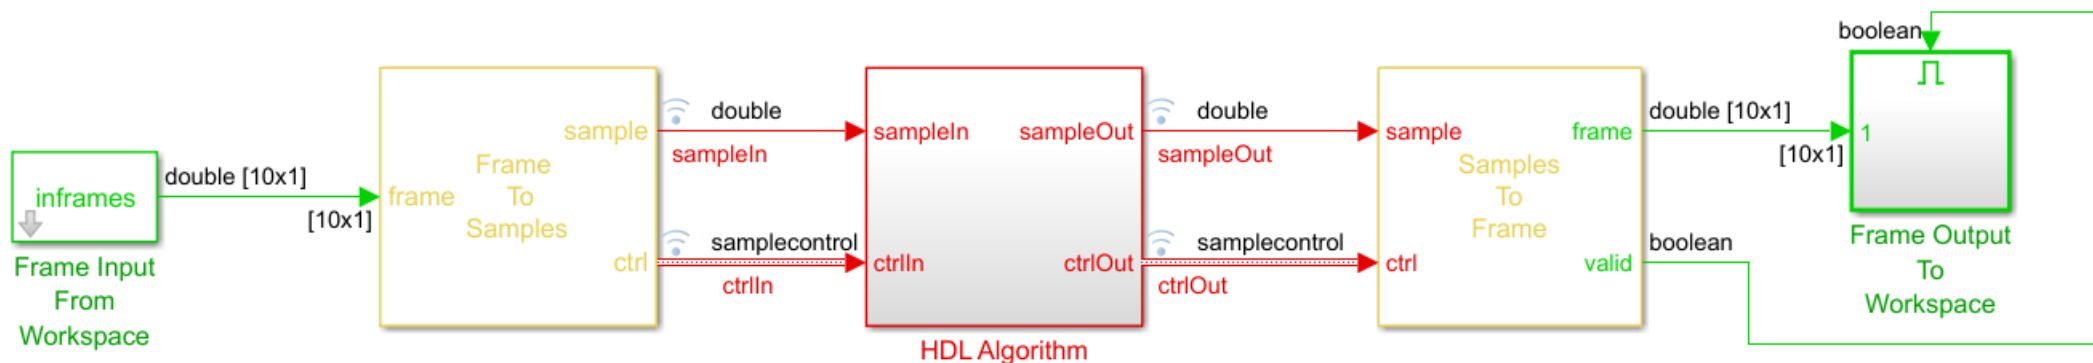 inframes
Frame Input
From
Workspace
double [10x1]
[10x1]
frame
Frame
To
Samples
sample
ctrl
double
sampleIn
samplecontrol
ctrlIn
sampleIn
ctrlIn
sampleOut
ctrlOut
HDL Algorithm
double
sampleOut
samplecontrol
ctrlOut
sample
ctrl
Samples
To
Frame
frame
valid
double [10x1]
[10x1]
boolean
boolean
1
Frame Output
To
Workspace